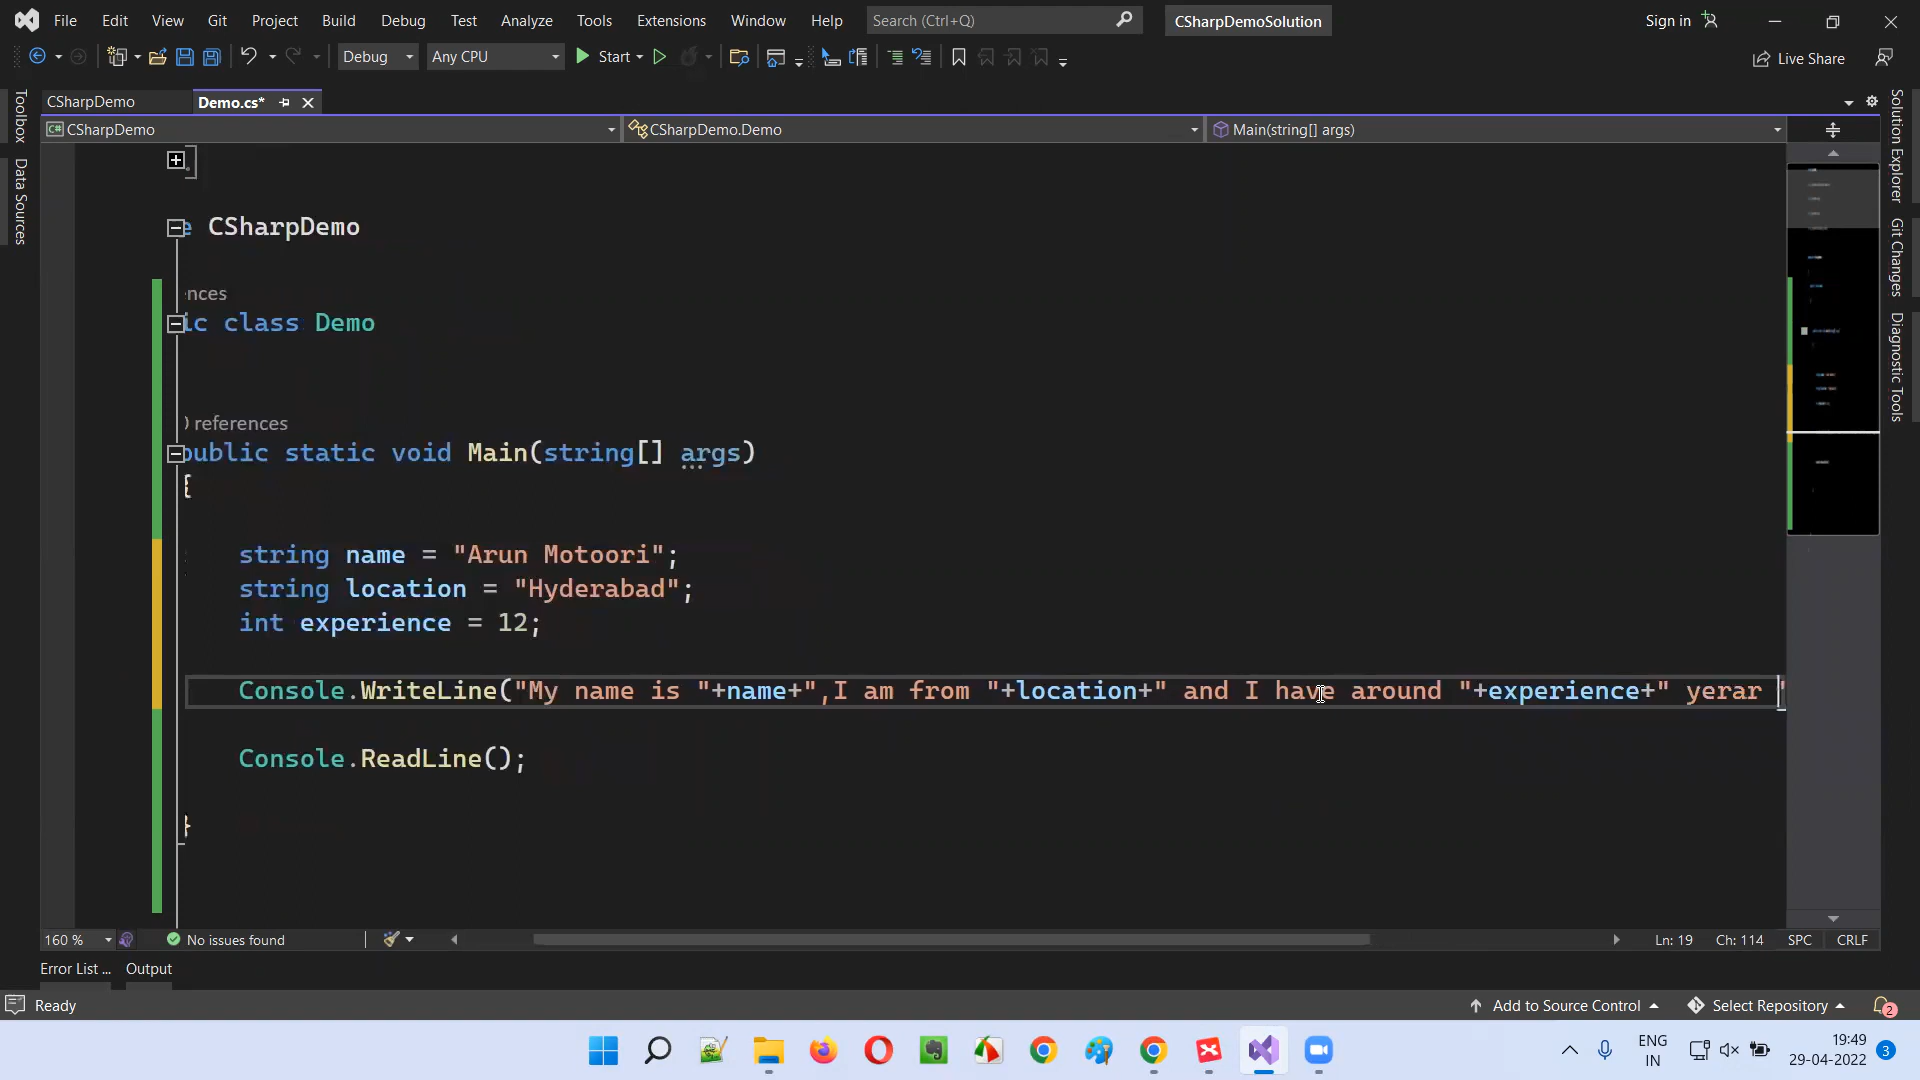 File Edit View Git Project Build Debug Test Analyze Tools Extensions Window Help Search (Ctrl+Q) CSharpDemoSolution Sign in
Debug Any CPU Start Live Share
CSharpDemo Demo.cs*
CSharpDemo CSharpDemo.Demo Main(string[] args)
Toolbox
Data Sources
Solution Explorer
Git Changes
Diagnostic Tools
e CSharpDemo
nces
ic class Demo
0 references
public static void Main(string[] args)
{
string name = "Arun Motoori";
string location = "Hyderabad";
int experience = 12;
Console.WriteLine("My name is "+name+",I am from "+location+" and I have around "+experience+" yerar "
Console.ReadLine();
}
160 % No issues found Ln: 19 Ch: 114 SPC CRLF
Error List ... Output
Ready Add to Source Control Select Repository 2
ENG
IN
19:49
29-04-2022
3